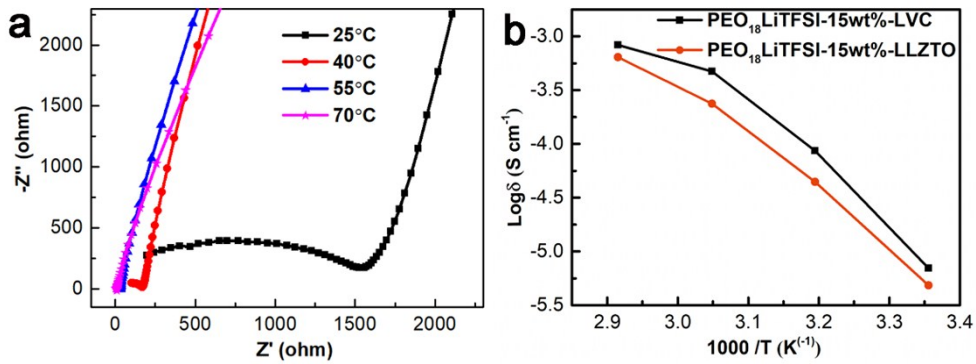 a
2000
1500
1000
500
0
-Z'' (ohm)
25°C
40°C
55°C
70°C
0 500 1000 1500 2000
Z' (ohm)
b
-3.0
-3.5
-4.0
-4.5
-5.0
-5.5
Logδ (S cm⁻¹)
PEO₁₈LiTFSI-15wt%-LVC
PEO₁₈LiTFSI-15wt%-LLZTO
2.9 3.0 3.1 3.2 3.3 3.4
1000 /T (K⁽⁻¹⁾)